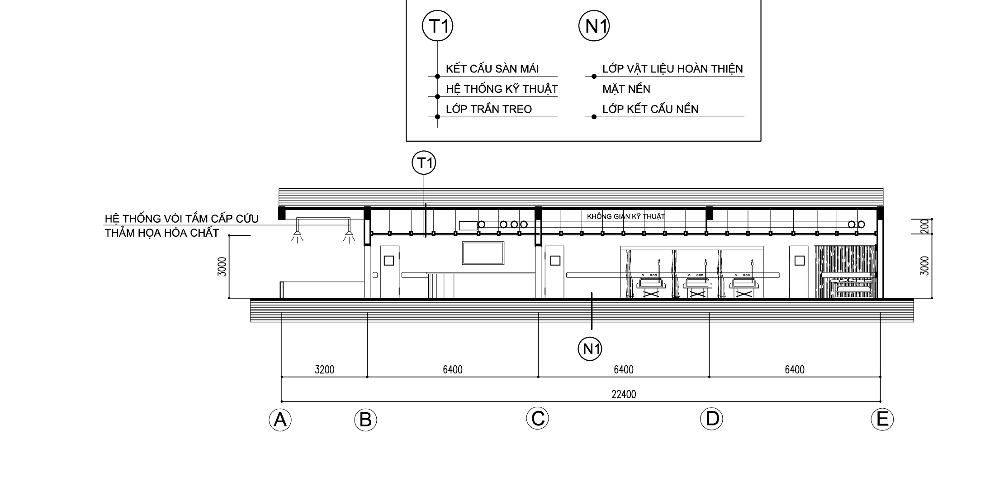 T1
N1
KẾT CẤU SÀN MÁI
HỆ THỐNG KỸ THUẬT
LỚP TRẦN TREO
LỚP VẬT LIỆU HOÀN THIỆN
MẶT NỀN
LỚP KẾT CẤU NỀN
T1
HỆ THỐNG VÒI TẮM CẤP CỨU
THẢM HỌA HÓA CHẤT
KHÔNG GIAN KỸ THUẬT
200
3000
3000
N1
3200
6400
6400
6400
22400
A
B
C
D
E